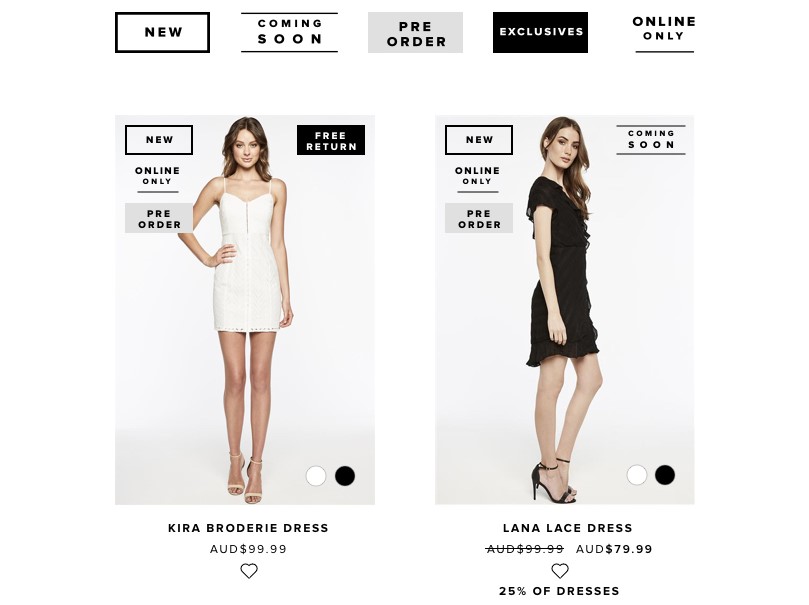 NEW
COMING
SOON
PRE
ORDER
EXCLUSIVES
ONLINE
ONLY
NEW
ONLINE
ONLY
PRE
ORDER
FREE
RETURN
NEW
ONLINE
ONLY
PRE
ORDER
COMING
SOON
KIRA BRODERIE DRESS
AUD$99.99
LANA LACE DRESS
AUD$99.99 AUD$79.99
25% OF DRESSES